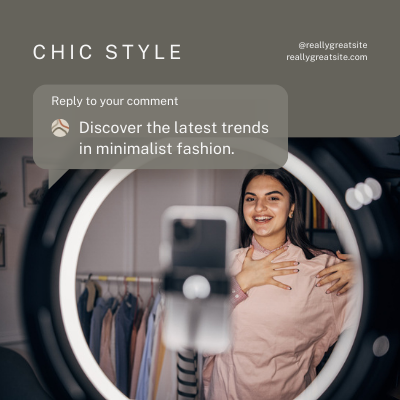 CHIC STYLE
@reallygreatsite
reallygreatsite.com
Reply to your comment
Discover the latest trends
in minimalist fashion.